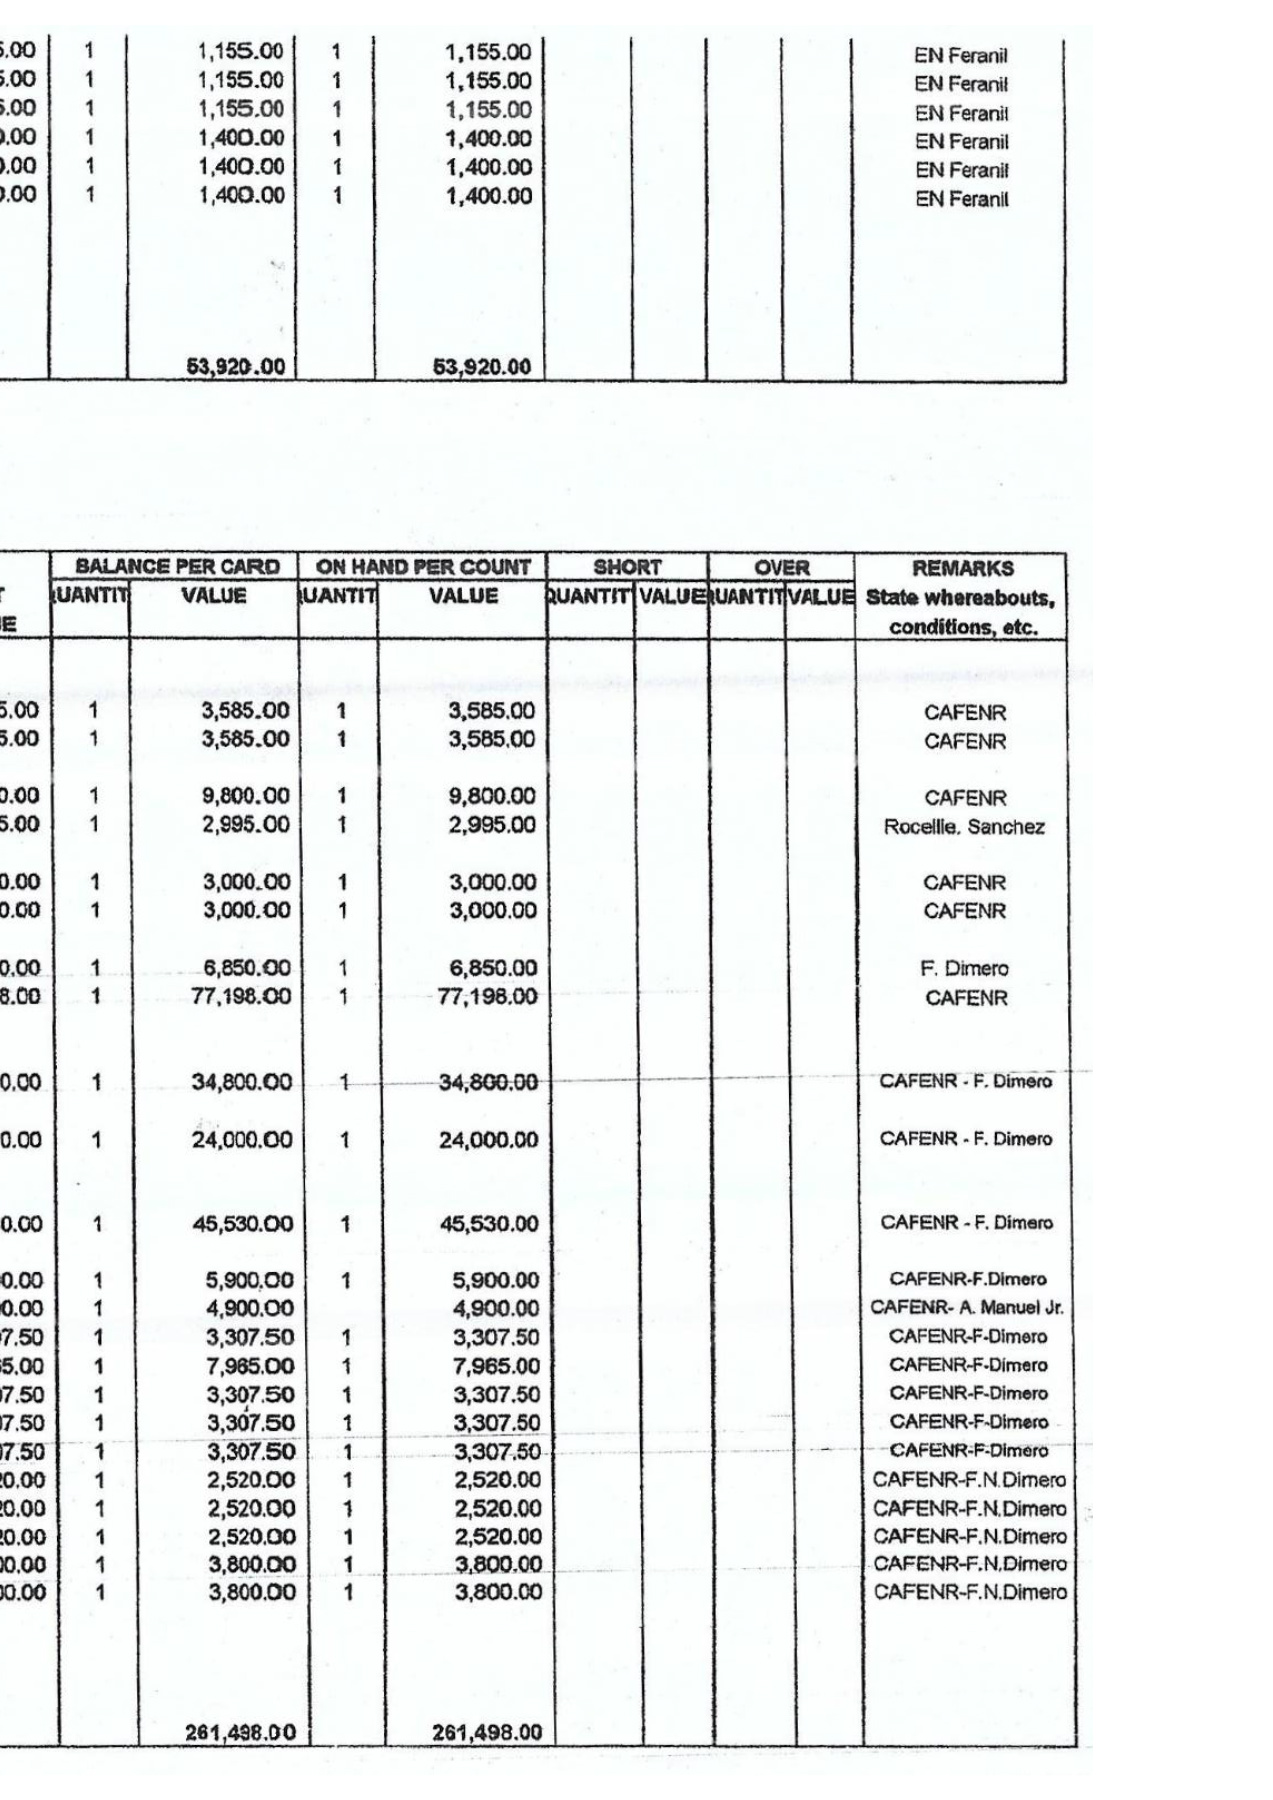 5.00 1 1,155.00 1 1,155.00 EN Feranil
5.00 1 1,155.00 1 1,155.00 EN Feranil
5.00 1 1,155.00 1 1,155.00 EN Feranil
0.00 1 1,400.00 1 1,400.00 EN Feranil
0.00 1 1,400.00 1 1,400.00 EN Feranil
0.00 1 1,400.00 1 1,400.00 EN Feranil
53,920.00 53,920.00
BALANCE PER CARD ON HAND PER COUNT SHORT OVER REMARKS
UANTIT VALUE UANTIT VALUE QUANTIT VALUE UANTIT VALUE State whereabouts,
E conditions, etc.
5.00 1 3,585.00 1 3,585.00 CAFENR
5.00 1 3,585.00 1 3,585.00 CAFENR
0.00 1 9,800.00 1 9,800.00 CAFENR
5.00 1 2,995.00 1 2,995.00 Rocellie. Sanchez
0.00 1 3,000.00 1 3,000.00 CAFENR
0.00 1 3,000.00 1 3,000.00 CAFENR
0.00 1 6,850.00 1 6,850.00 F. Dimero
8.00 1 77,198.00 1 77,198.00 CAFENR
0.00 1 34,800.00 1 34,800.00 CAFENR - F. Dimero
0.00 1 24,000.00 1 24,000.00 CAFENR - F. Dimero
0.00 1 45,530.00 1 45,530.00 CAFENR - F. Dimero
0.00 1 5,900.00 1 5,900.00 CAFENR-F.Dimero
0.00 1 4,900.00 4,900.00 CAFENR- A. Manuel Jr.
7.50 1 3,307.50 1 3,307.50 CAFENR-F-Dimero
5.00 1 7,965.00 1 7,965.00 CAFENR-F-Dimero
7.50 1 3,307.50 1 3,307.50 CAFENR-F-Dimero
7.50 1 3,307.50 1 3,307.50 CAFENR-F-Dimero
7.50 1 3,307.50 1 3,307.50 CAFENR-F-Dimero
20.00 1 2,520.00 1 2,520.00 CAFENR-F.N.Dimero
20.00 1 2,520.00 1 2,520.00 CAFENR-F.N.Dimero
20.00 1 2,520.00 1 2,520.00 CAFENR-F.N.Dimero
00.00 1 3,800.00 1 3,800.00 CAFENR-F.N.Dimero
00.00 1 3,800.00 1 3,800.00 CAFENR-F.N.Dimero
261,498.00 261,498.00